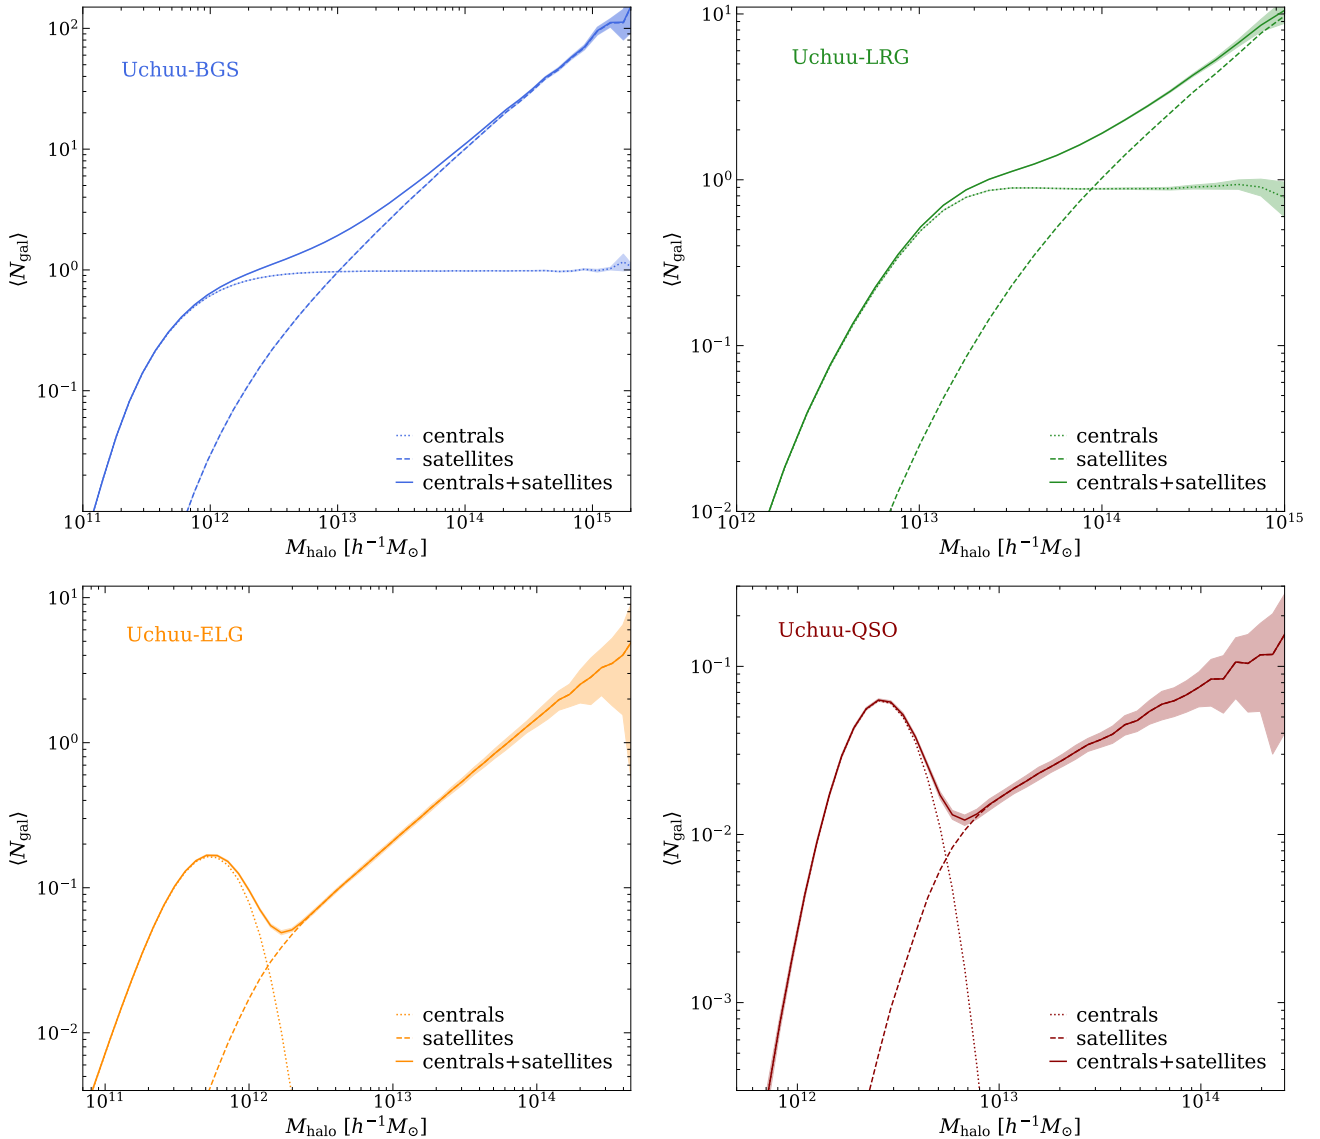 Uchuu-BGS
⟨N_gal⟩
10² 
10¹
10⁰
10⁻¹
centrals
satellites
centrals+satellites
10¹¹ 10¹² 10¹³ 10¹⁴ 10¹⁵
M_halo [h⁻¹M_⊙]
Uchuu-LRG
⟨N_gal⟩
10¹
10⁰
10⁻¹
10⁻²
centrals
satellites
centrals+satellites
10¹² 10¹³ 10¹⁴ 10¹⁵
M_halo [h⁻¹M_⊙]
Uchuu-ELG
⟨N_gal⟩
10¹
10⁰
10⁻¹
10⁻²
centrals
satellites
centrals+satellites
10¹¹ 10¹² 10¹³ 10¹⁴
M_halo [h⁻¹M_⊙]
Uchuu-QSO
⟨N_gal⟩
10⁻¹
10⁻²
10⁻³
centrals
satellites
centrals+satellites
10¹² 10¹³ 10¹⁴
M_halo [h⁻¹M_⊙]